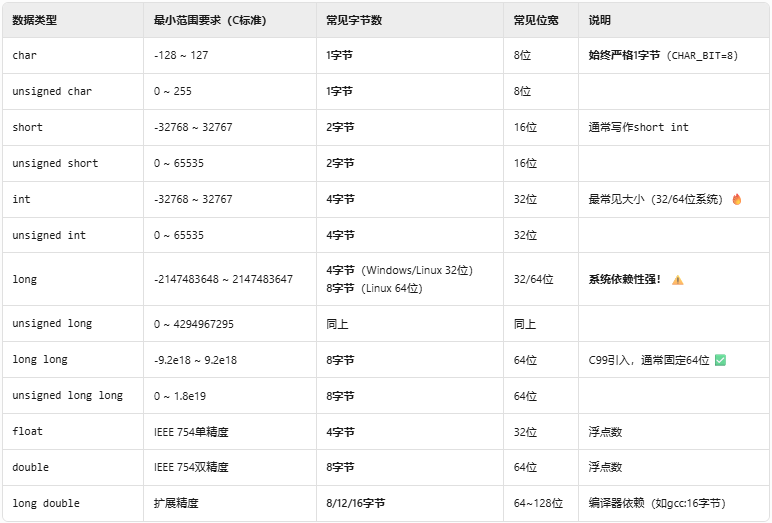 数据类型 最小范围要求（C标准） 常见字节数 常见位宽 说明
char -128 ~ 127 1字节 8位 始终严格1字节（CHAR_BIT=8）
unsigned char 0 ~ 255 1字节 8位
short -32768 ~ 32767 2字节 16位 通常写作short int
unsigned short 0 ~ 65535 2字节 16位
int -32768 ~ 32767 4字节 32位 最常见大小（32/64位系统）🔥
unsigned int 0 ~ 65535 4字节 32位
long -2147483648 ~ 2147483647 4字节（Windows/Linux 32位） 32/64位 系统依赖性强！⚠️
8字节（Linux 64位）
unsigned long 0 ~ 4294967295 同上 同上
long long -9.2e18 ~ 9.2e18 8字节 64位 C99引入，通常固定64位 ✅
unsigned long long 0 ~ 1.8e19 8字节 64位
float IEEE 754单精度 4字节 32位 浮点数
double IEEE 754双精度 8字节 64位 浮点数
long double 扩展精度 8/12/16字节 64~128位 编译器依赖（如gcc:16字节）